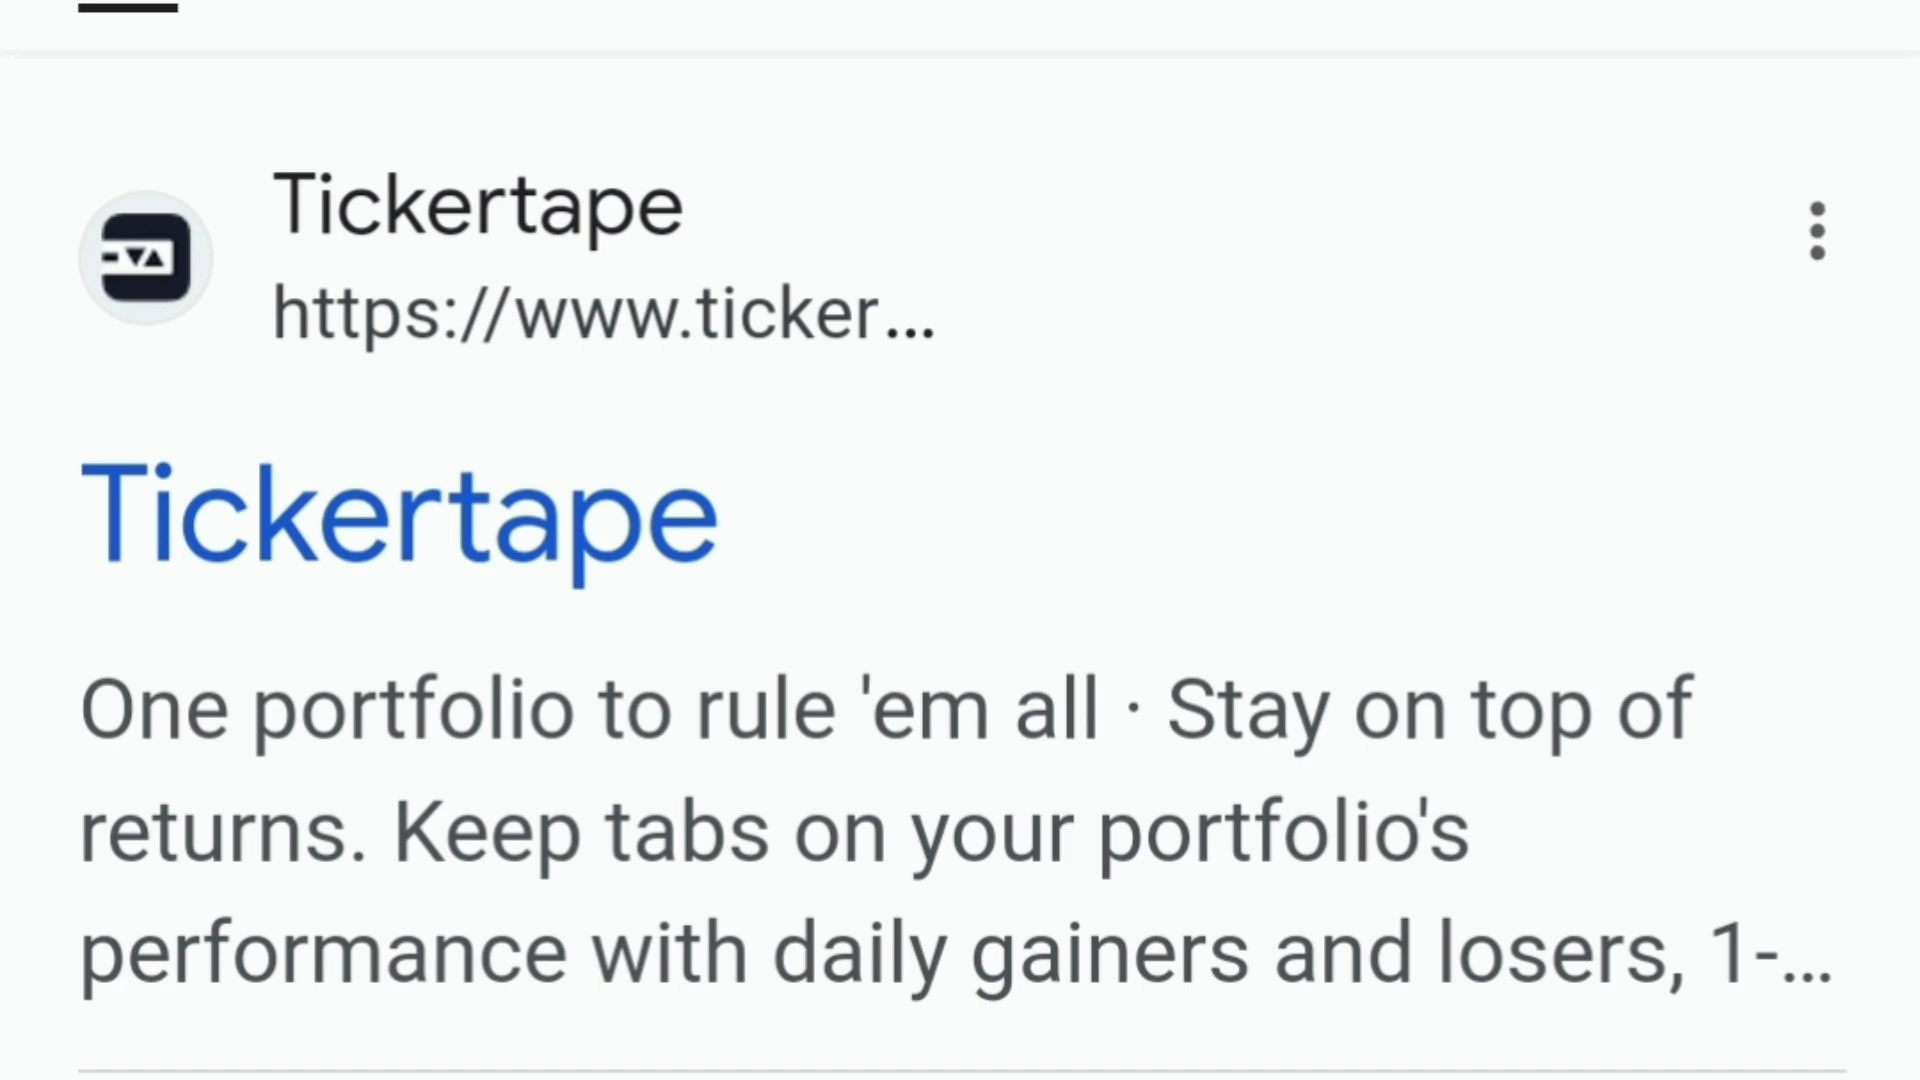 Tickertape
https://www.ticker...
Tickertape
One portfolio to rule 'em all · Stay on top of
returns. Keep tabs on your portfolio's
performance with daily gainers and losers, 1-...